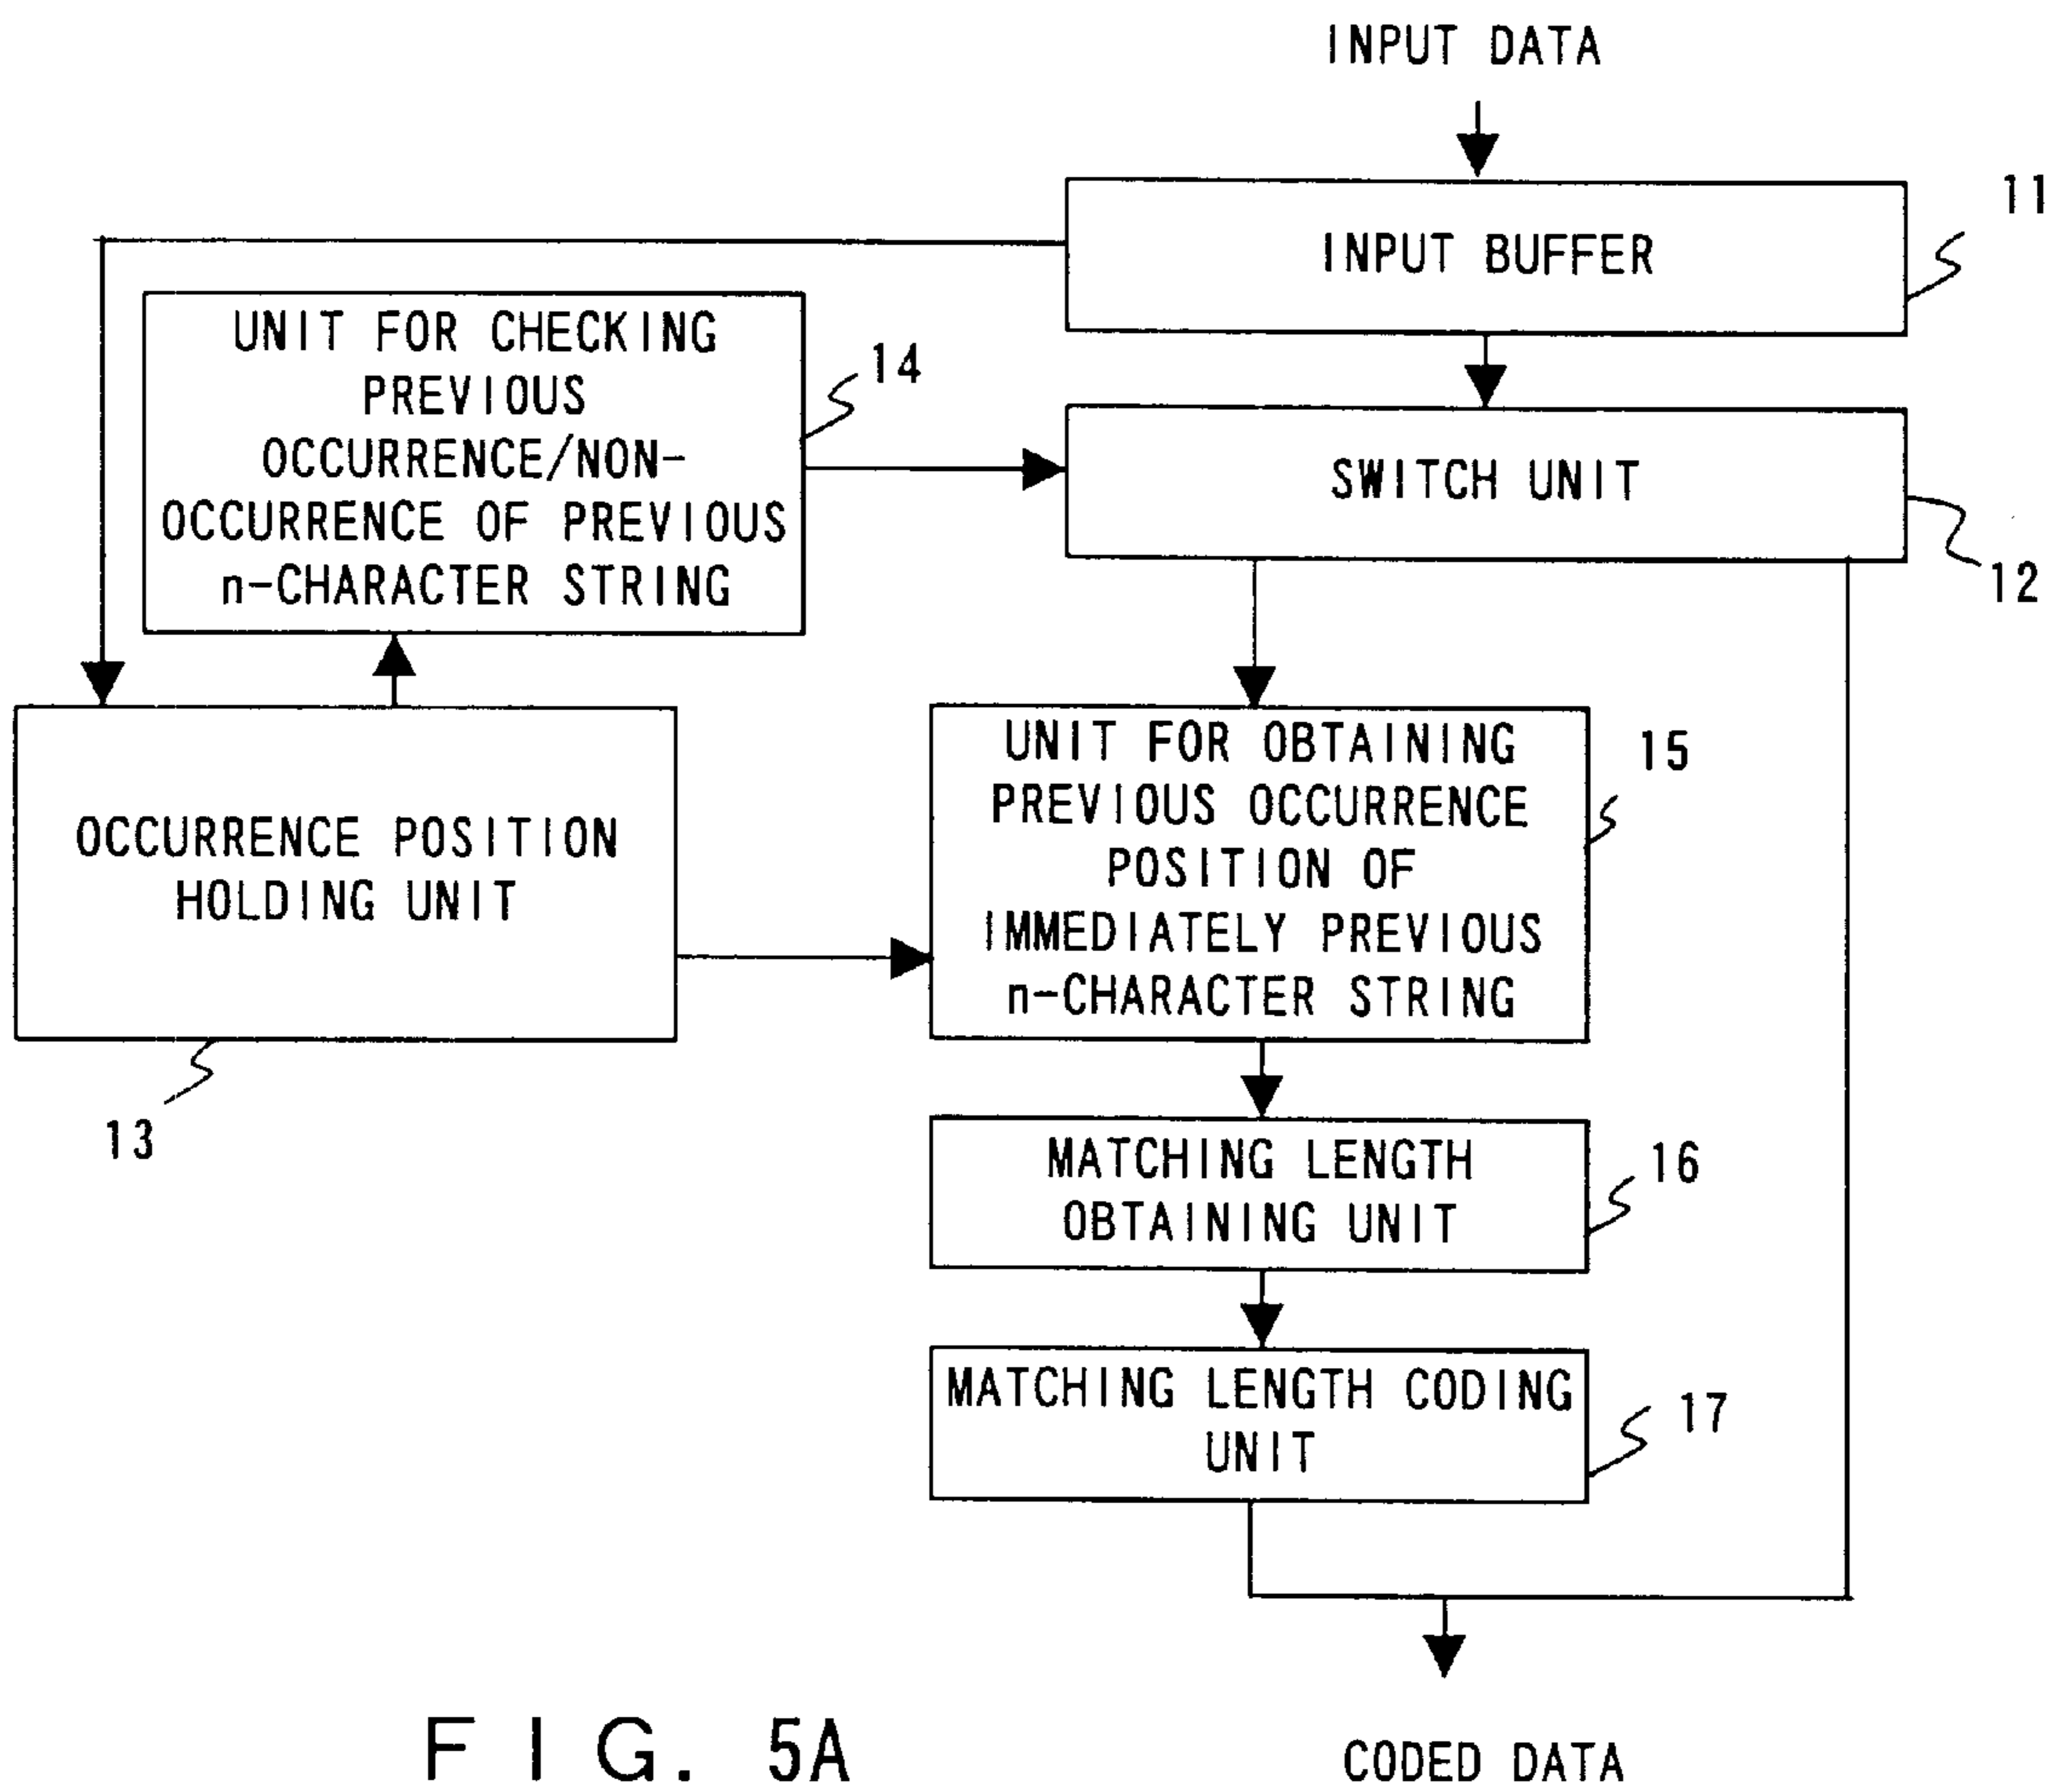 INPUT DATA
11
INPUT BUFFER
UNIT FOR CHECKING
PREVIOUS
OCCURRENCE/NON-
OCCURRENCE OF PREVIOUS
n-CHARACTER STRING
14
SWITCH UNIT
12
OCCURRENCE POSITION
HOLDING UNIT
13
UNIT FOR OBTAINING
PREVIOUS OCCURRENCE
POSITION OF
IMMEDIATELY PREVIOUS
n-CHARACTER STRING
15
MATCHING LENGTH
OBTAINING UNIT
16
MATCHING LENGTH CODING
UNIT
17
CODED DATA
FIG. 5A